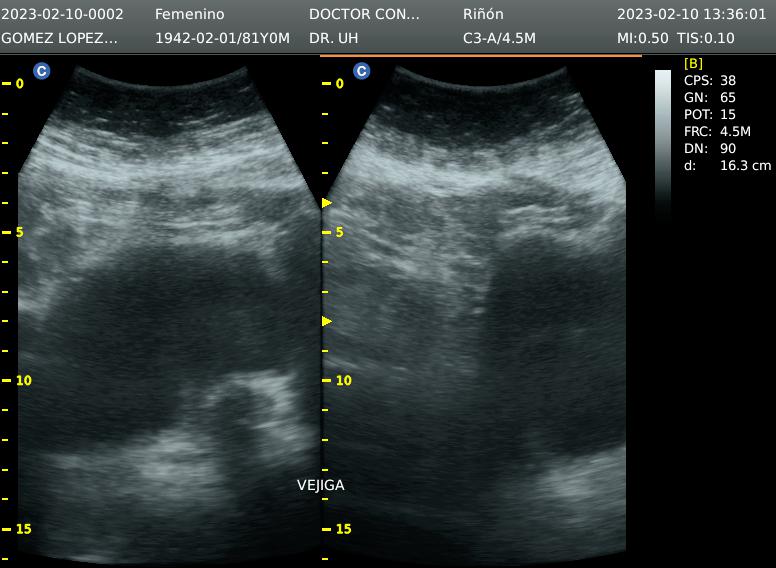 2023-02-10-0002 Femenino DOCTOR CON... Riñón 2023-02-10 13:36:01
GOMEZ LOPEZ... 1942-02-01/81Y0M DR. UH C3-A/4.5M MI:0.50 TIS:0.10
C
C
[B]
CPS: 38
GN: 65
POT: 15
FRC: 4.5M
DN: 90
d: 16.3 cm
0
5
10
15
0
5
10
15
VEJIGA